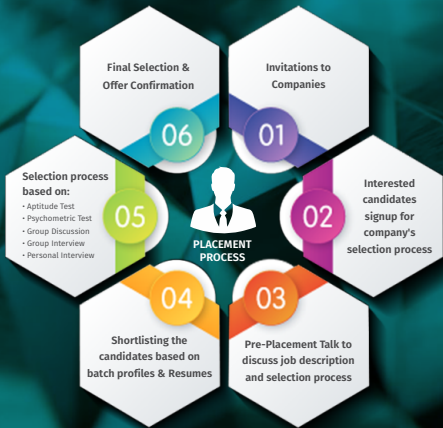 Invitations to
Companies
01
Interested
candidates
signup for
company's
selection process
02
Pre-Placement Talk to
discuss job description
and selection process
03
Shortlisting the
candidates based on
batch profiles & Resumes
04
Selection process
based on:
• Aptitude Test
• Psychometric Test
• Group Discussion
• Group Interview
• Personal Interview
05
Final Selection &
Offer Confirmation
06
PLACEMENT
PROCESS